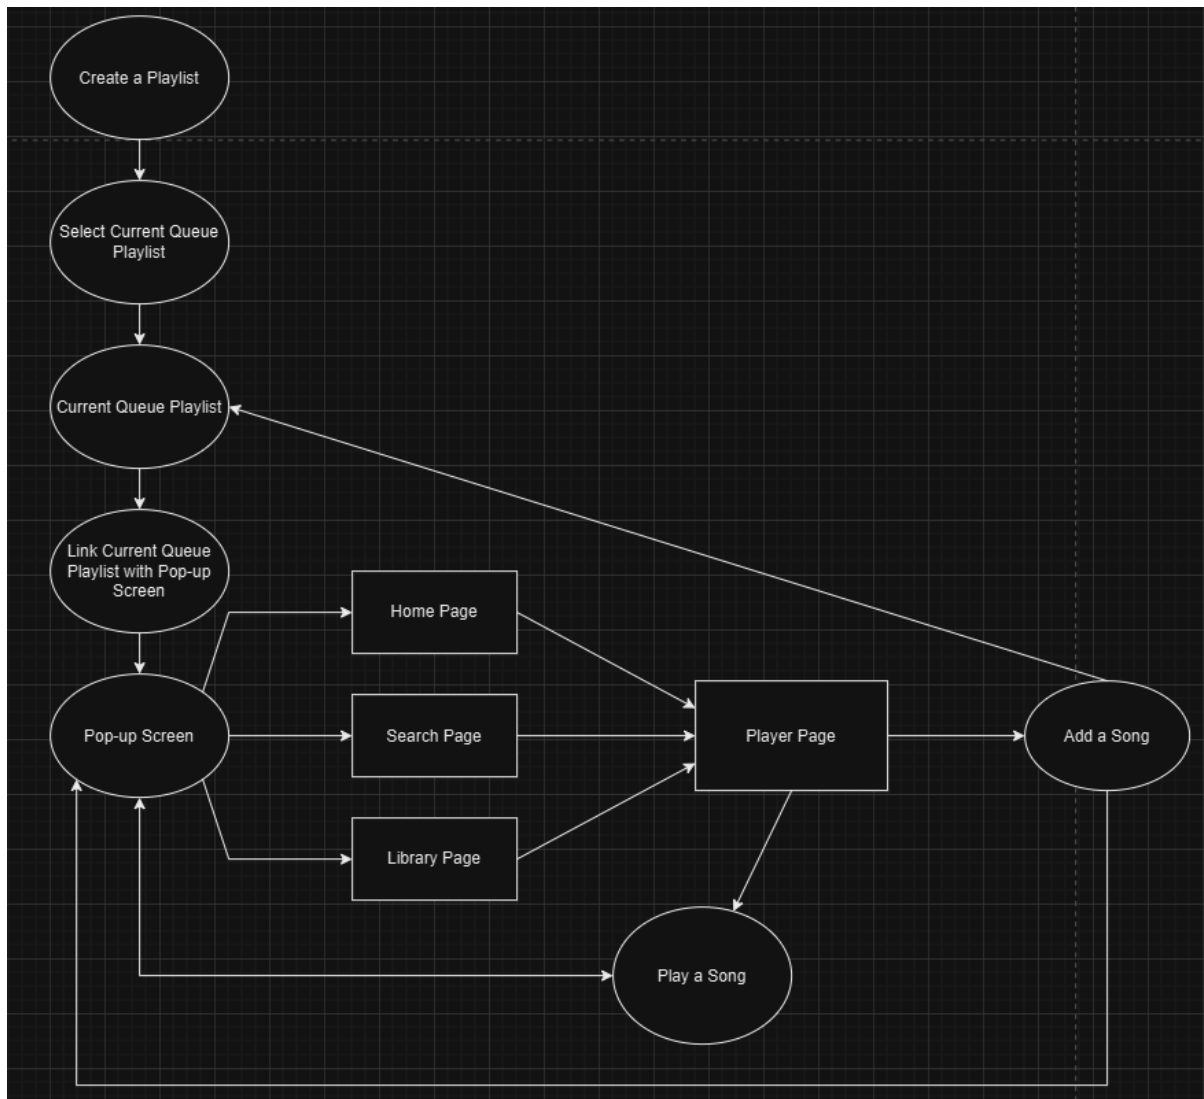 Create a Playlist
Select Current Queue
Playlist
Current Queue Playlist
Link Current Queue
Playlist with Pop-up
Screen
Home Page
Pop-up Screen
Search Page
Player Page
Add a Song
Library Page
Play a Song